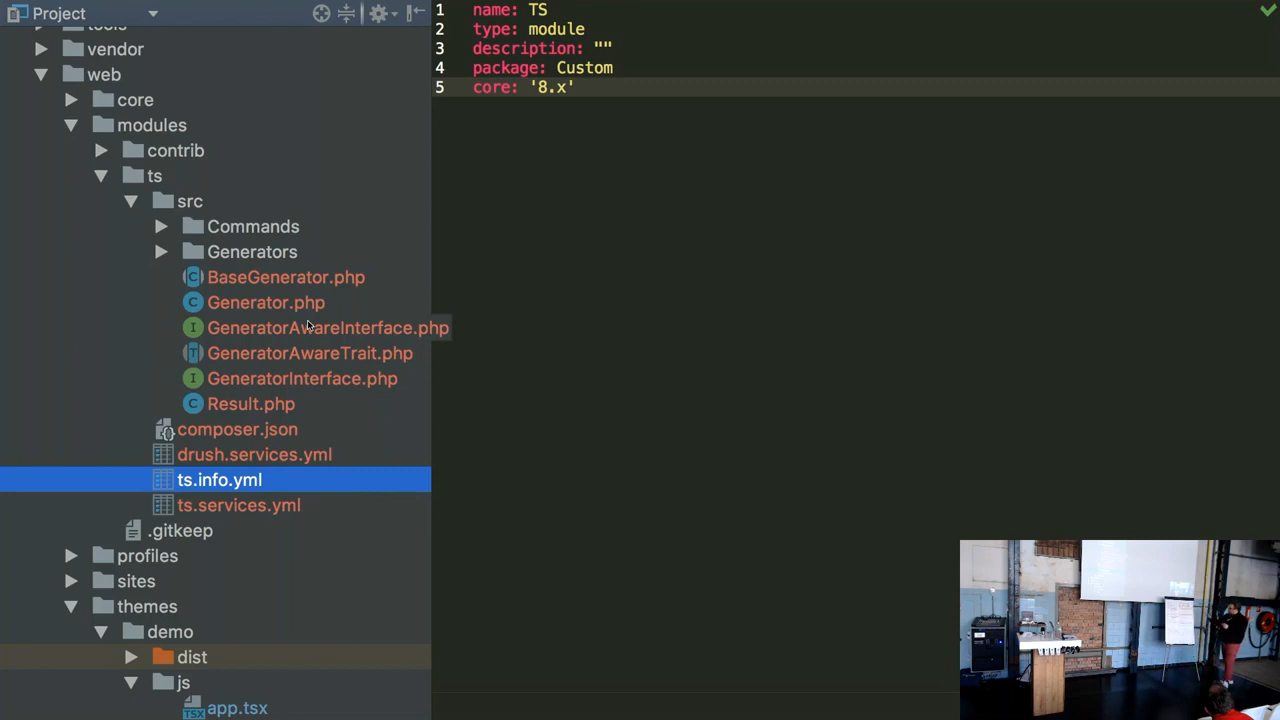 Project
tools
vendor
web
core
modules
contrib
ts
src
Commands
Generators
BaseGenerator.php
Generator.php
GeneratorAwareInterface.php
GeneratorAwareTrait.php
GeneratorInterface.php
Result.php
composer.json
drush.services.yml
ts.info.yml
ts.services.yml
.gitkeep
profiles
sites
themes
demo
dist
js
app.tsx
1 name: TS
2 type: module
3 description: ""
4 package: Custom
5 core: '8.x'